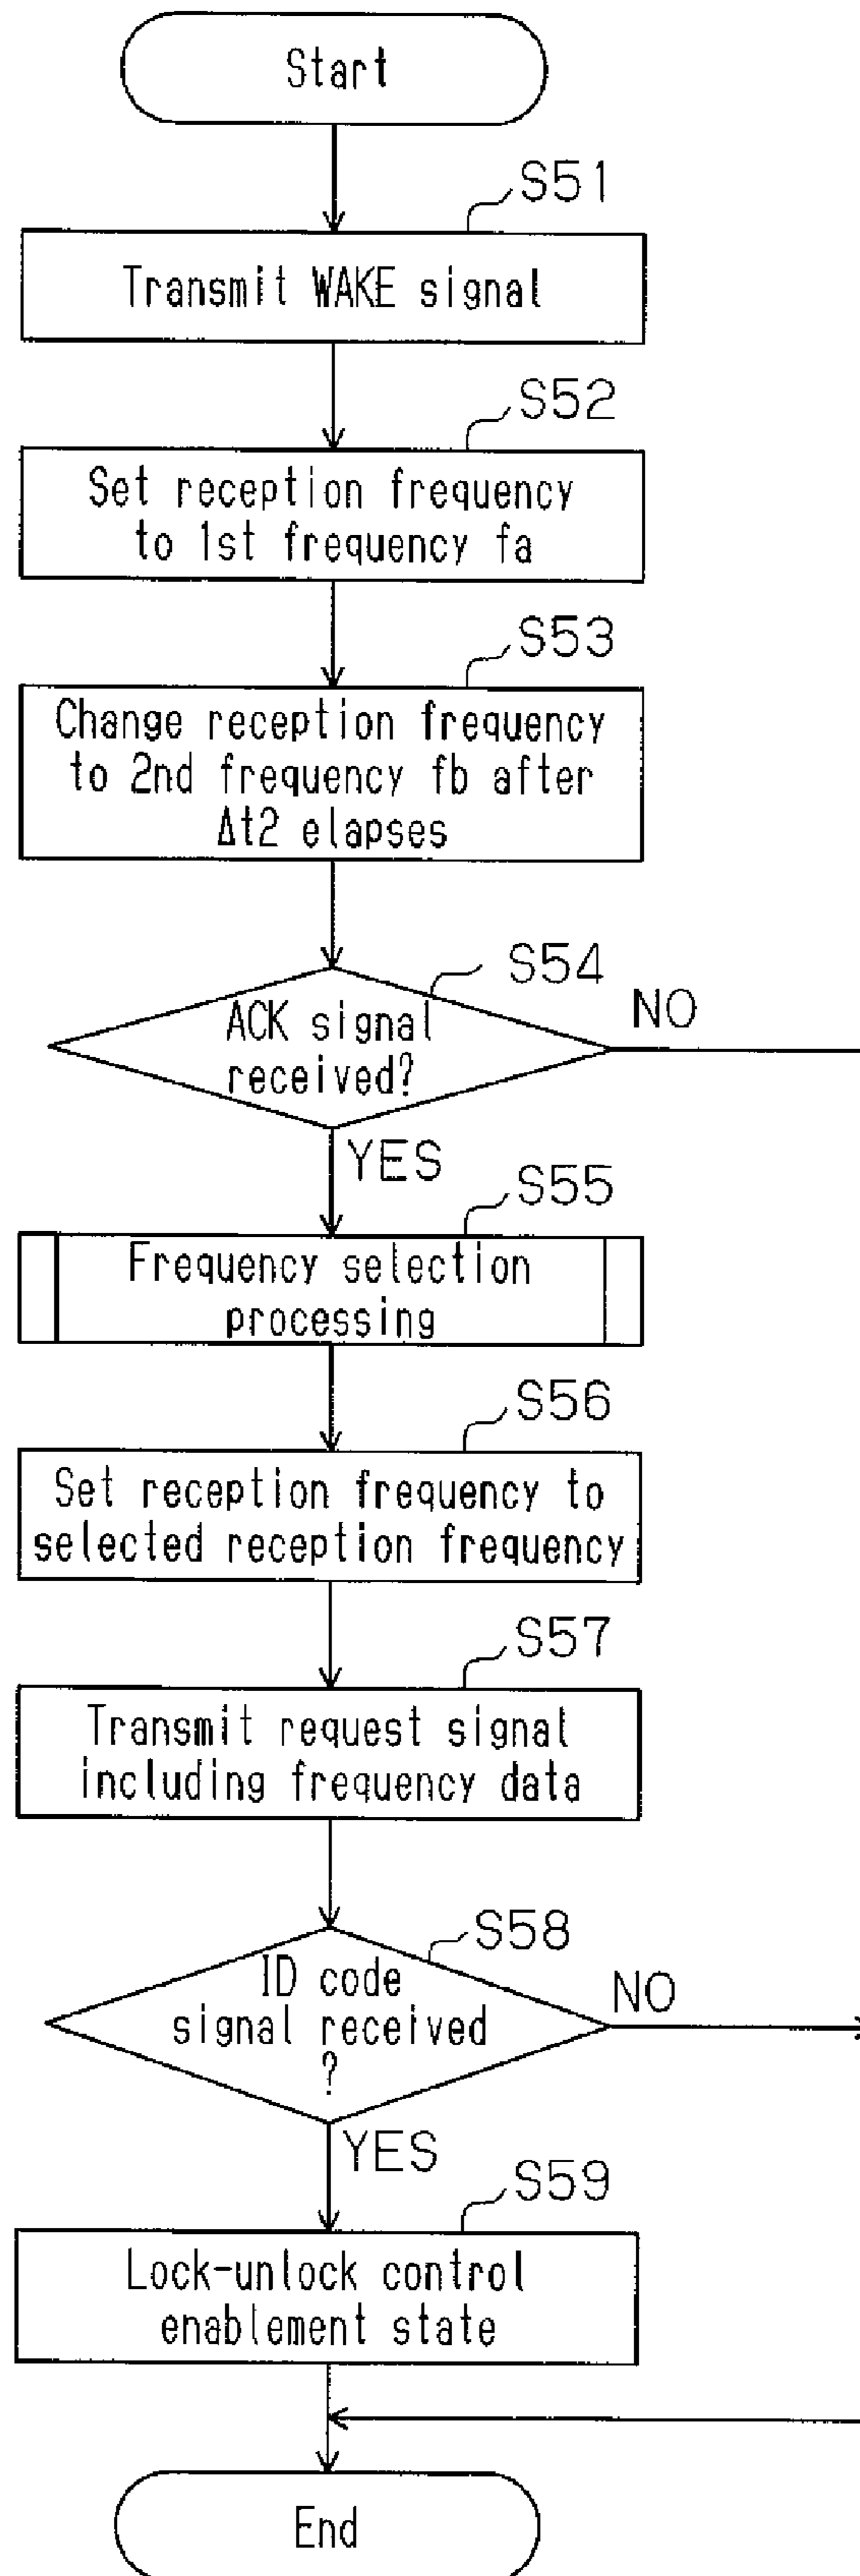 Start
S51
Transmit WAKE signal
S52
Set reception frequency
to 1st frequency fa
S53
Change reception frequency
to 2nd frequency fb after
Δt2 elapses
S54
ACK signal
received?
NO
YES
S55
Frequency selection
processing
S56
Set reception frequency to
selected reception frequency
S57
Transmit request signal
including frequency data
S58
ID code
signal received
?
NO
YES
S59
Lock-unlock control
enablement state
End